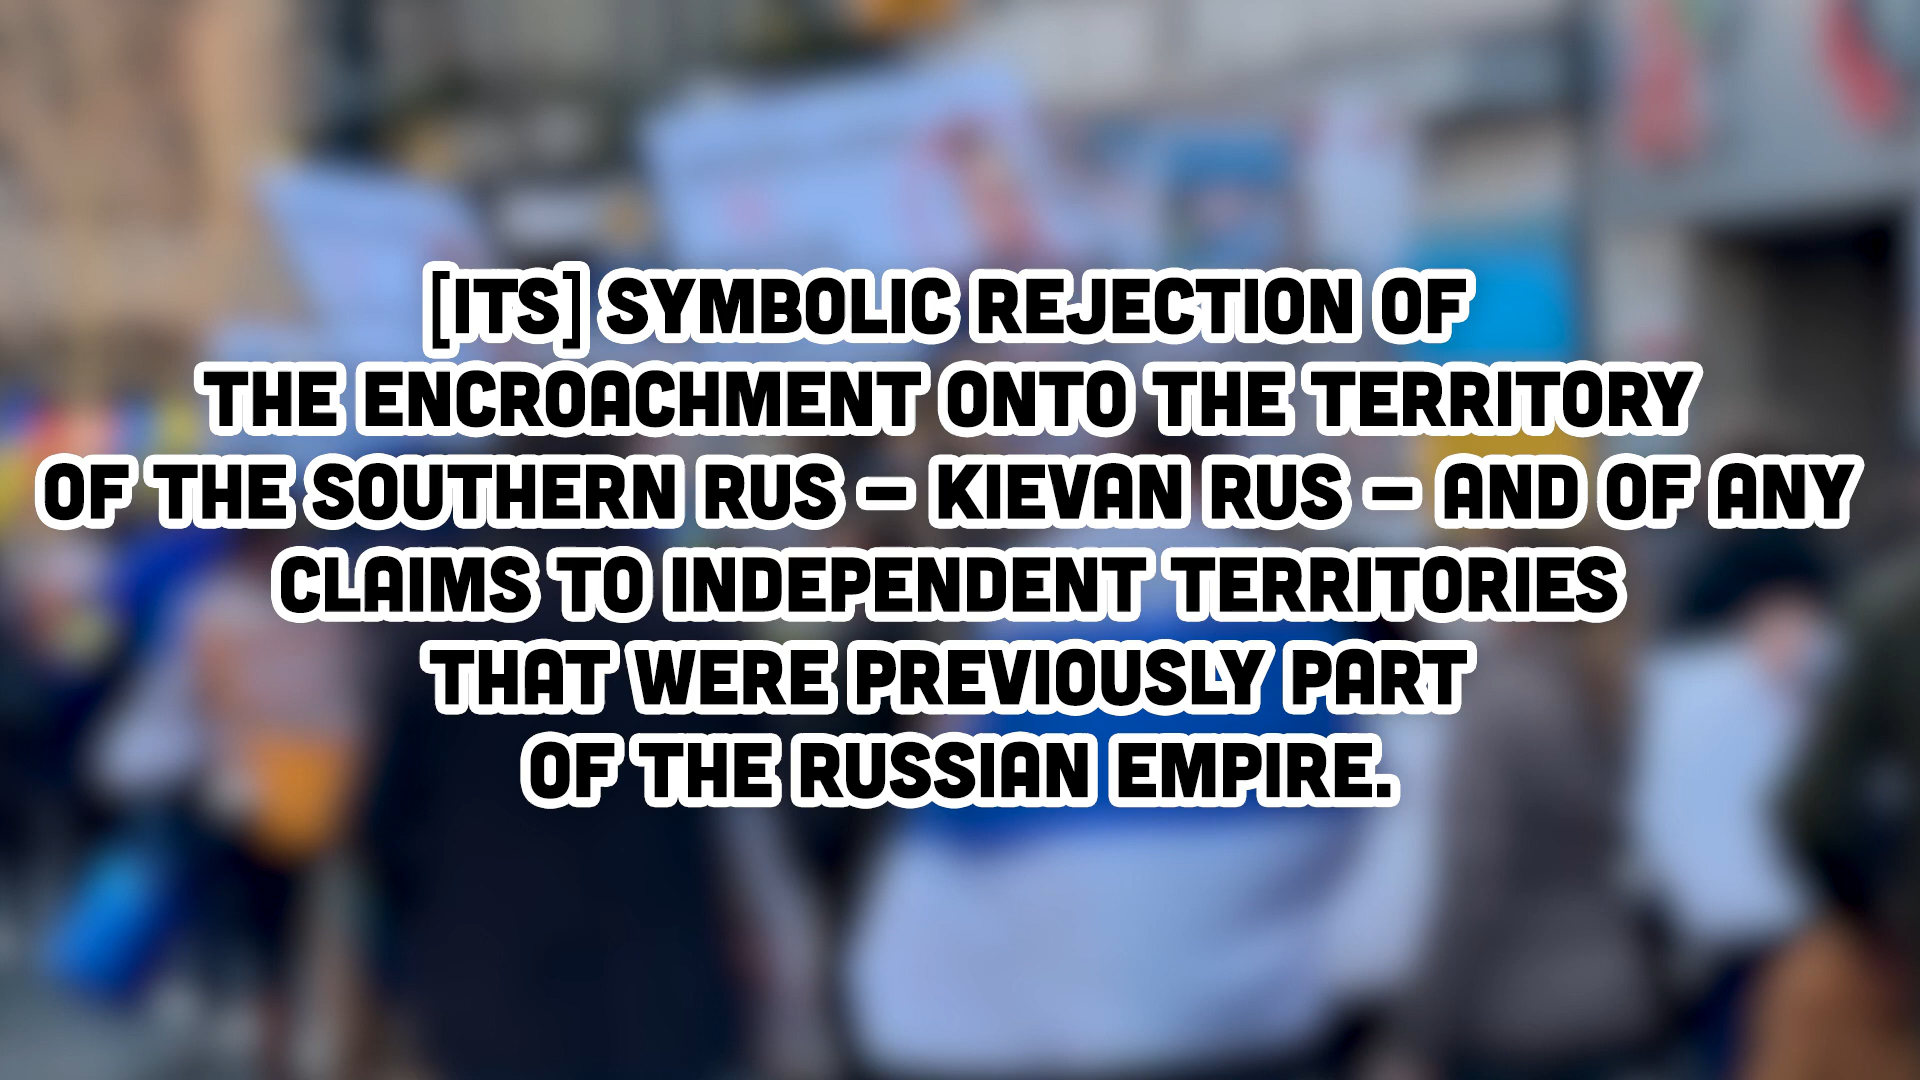 [ITS] SYMBOLIC REJECTION OF
THE ENCROACHMENT ONTO THE TERRITORY
OF THE SOUTHERN RUS – KIEVAN RUS – AND OF ANY
CLAIMS TO INDEPENDENT TERRITORIES
THAT WERE PREVIOUSLY PART
OF THE RUSSIAN EMPIRE.